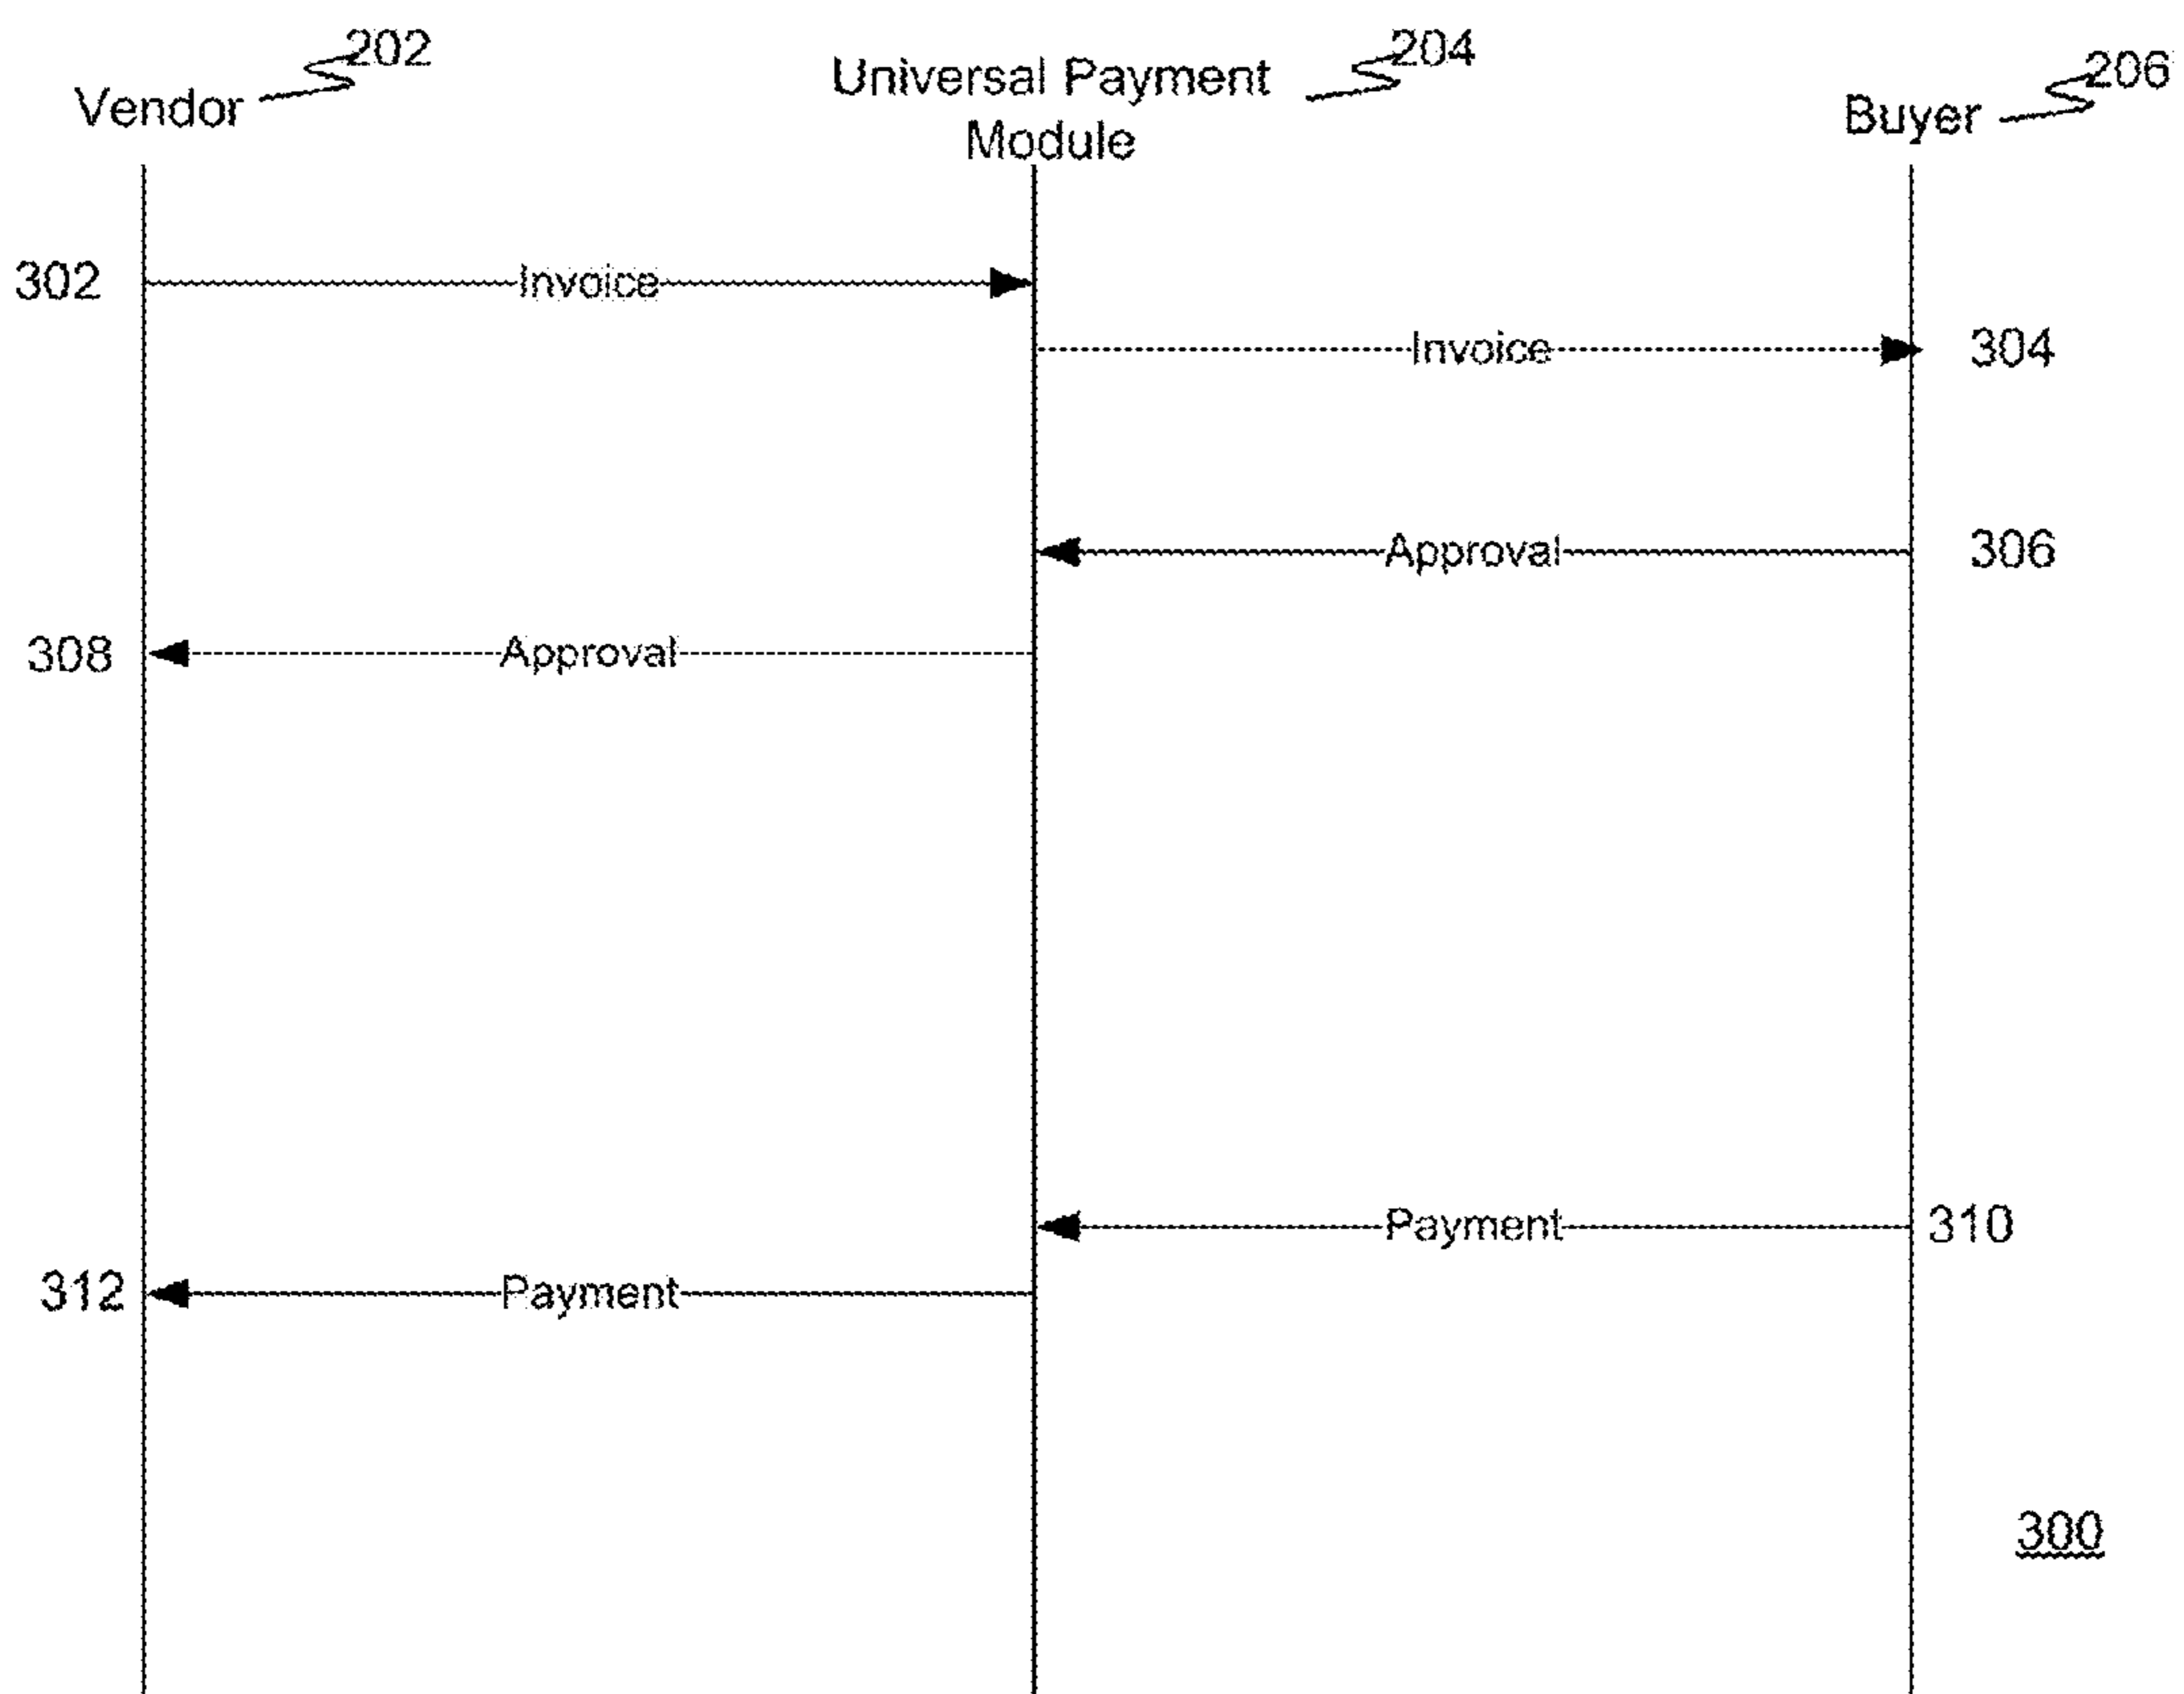 202
Vendor
Universal Payment
Module
204
206
Buyer
302
Invoice
Invoice
304
Approval
306
308
Approval
Payment
310
312
Payment
300